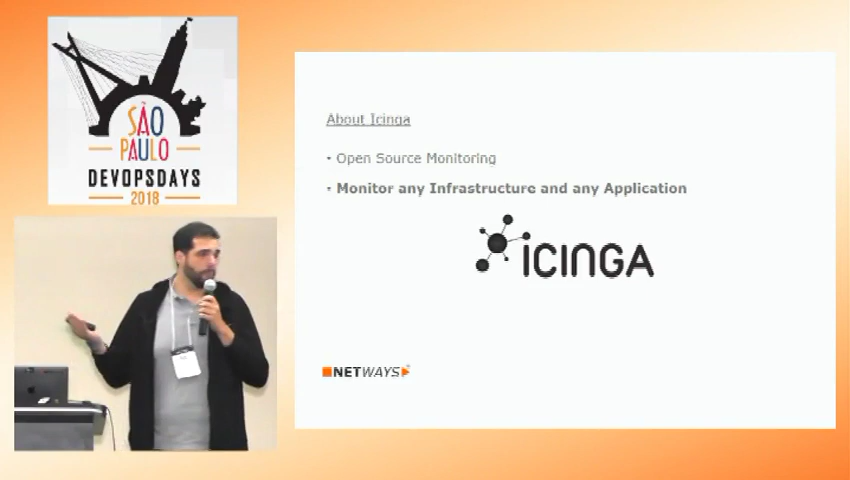 SÃO
PAULO
DEVOPSDAYS
2018
About Icinga
• Open Source Monitoring
• Monitor any Infrastructure and any Application
ICINGA
NETWAYS